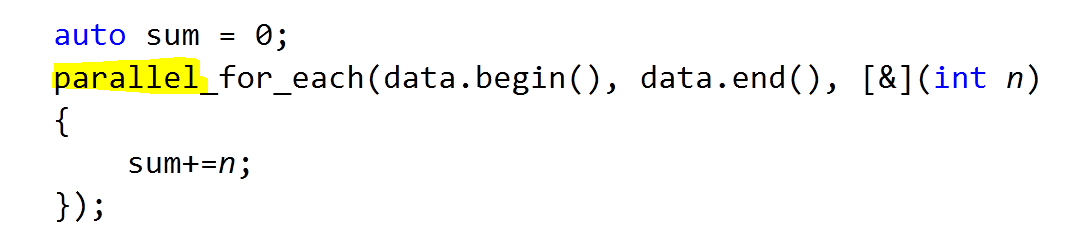 auto sum = 0;
parallel_for_each(data.begin(), data.end(), [&](int n)
{
    sum+=n;
});